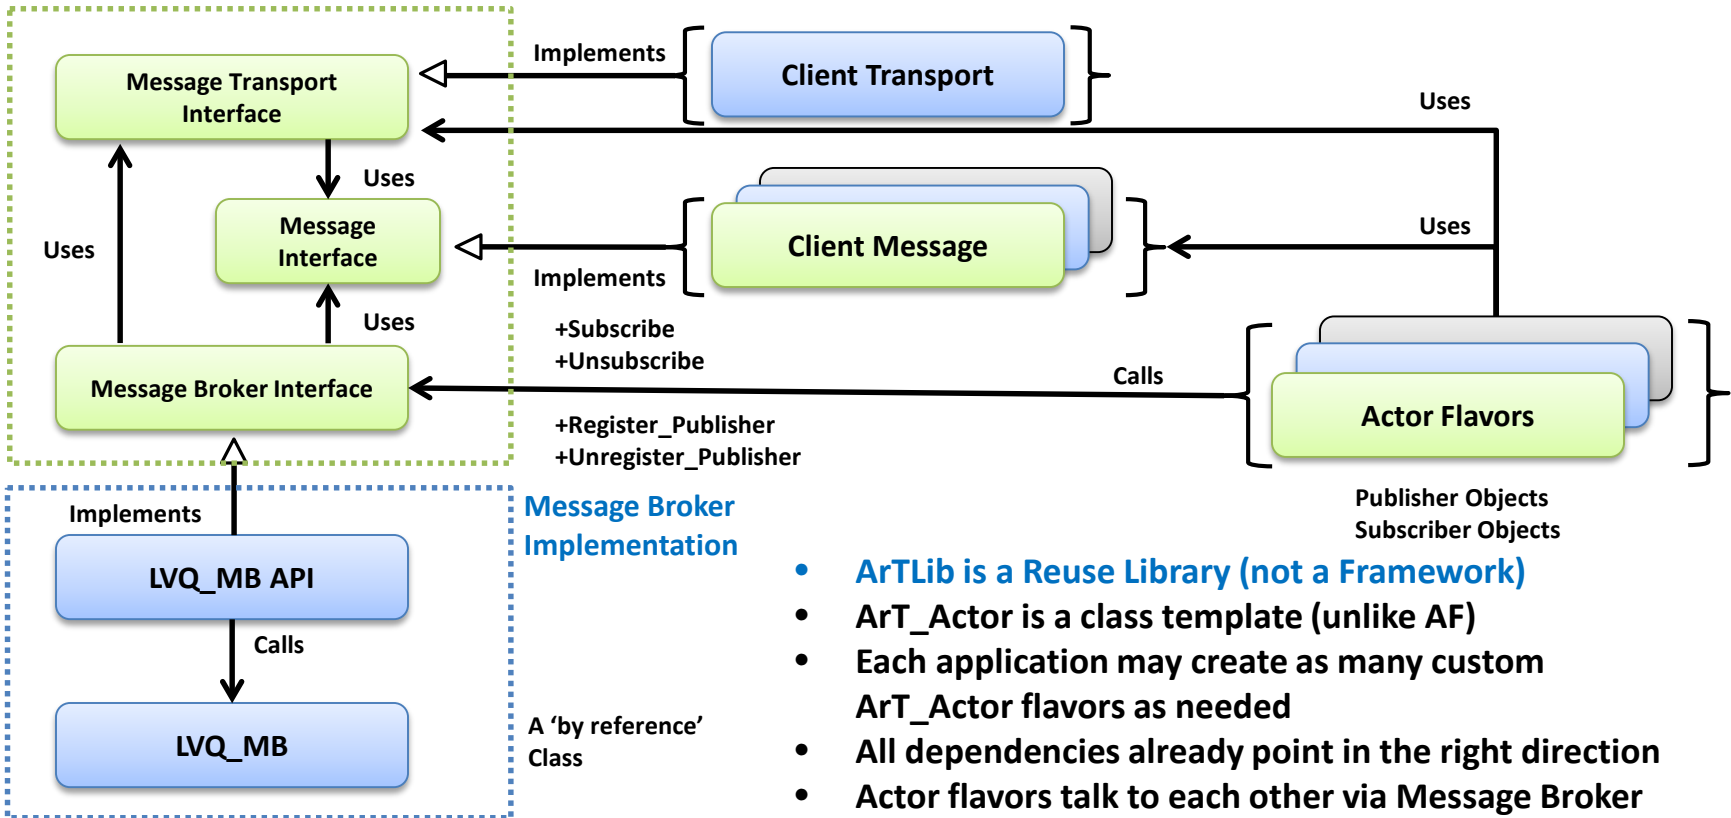 Implements
Client Transport
Message Transport
Interface
Uses
Uses
Message
Interface
Uses
Client Message
Uses
Implements
Uses
+Subscribe
+Unsubscribe
Message Broker Interface
Calls
Actor Flavors
+Register_Publisher
+Unregister_Publisher
Publisher Objects
Subscriber Objects
Implements
Message Broker
Implementation
LVQ_MB API
Calls
LVQ_MB
A ‘by reference’
Class
• ArTLib is a Reuse Library (not a Framework)
• ArT_Actor is a class template (unlike AF)
• Each application may create as many custom
ArT_Actor flavors as needed
• All dependencies already point in the right direction
• Actor flavors talk to each other via Message Broker